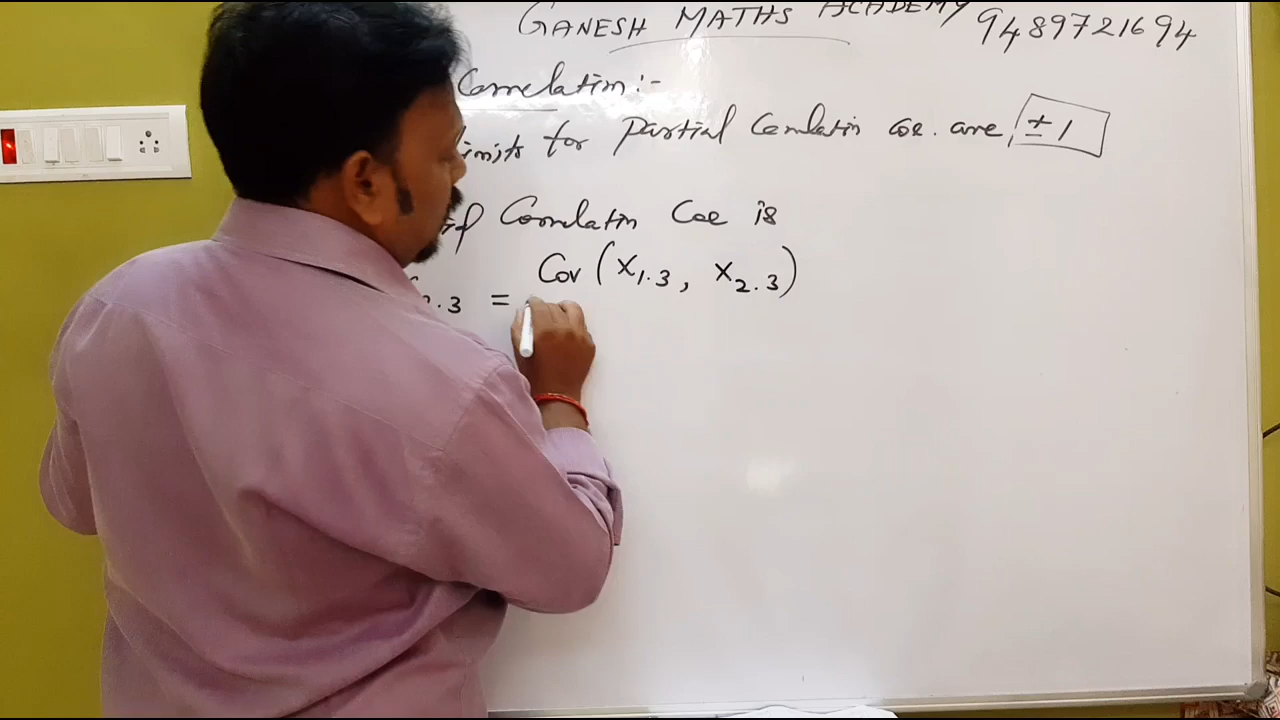 GANESH MATHS ACADEMY 9489721694
Correlation:-
limits for Partial Correlation coe. are ±1
Correlation Coe is
2.3 = Cov (X1.3, X2.3)